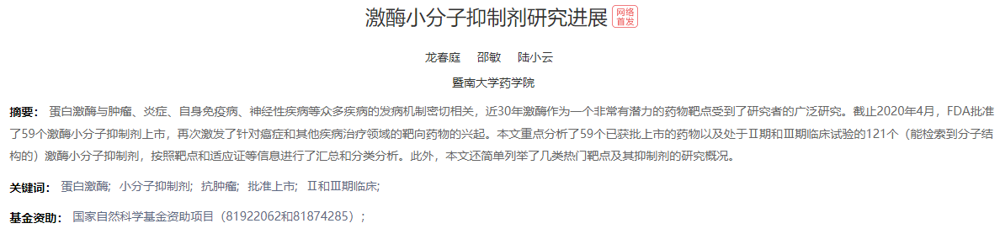 激酶小分子抑制剂研究进展 网络首发
龙春庭 邵敏 陆小云
暨南大学药学院
摘要： 蛋白激酶与肿瘤、炎症、自身免疫病、神经性疾病等众多疾病的发病机制密切相关，近30年激酶作为一个非常有潜力的药物靶点受到了研究者的广泛研究。截止2020年4月，FDA批准
了59个激酶小分子抑制剂上市，再次激发了针对癌症和其他疾病治疗领域的靶向药物的兴起。本文重点分析了59个已获批上市的药物以及处于Ⅱ期和Ⅲ期临床试验的121个（能检索到分子结
构的）激酶小分子抑制剂，按照靶点和适应证等信息进行了汇总和分类分析。此外，本文还简单列举了几类热门靶点及其抑制剂的研究概况。
关键词： 蛋白激酶; 小分子抑制剂; 抗肿瘤; 批准上市; Ⅱ和Ⅲ期临床;
基金资助： 国家自然科学基金资助项目（81922062和81874285）;